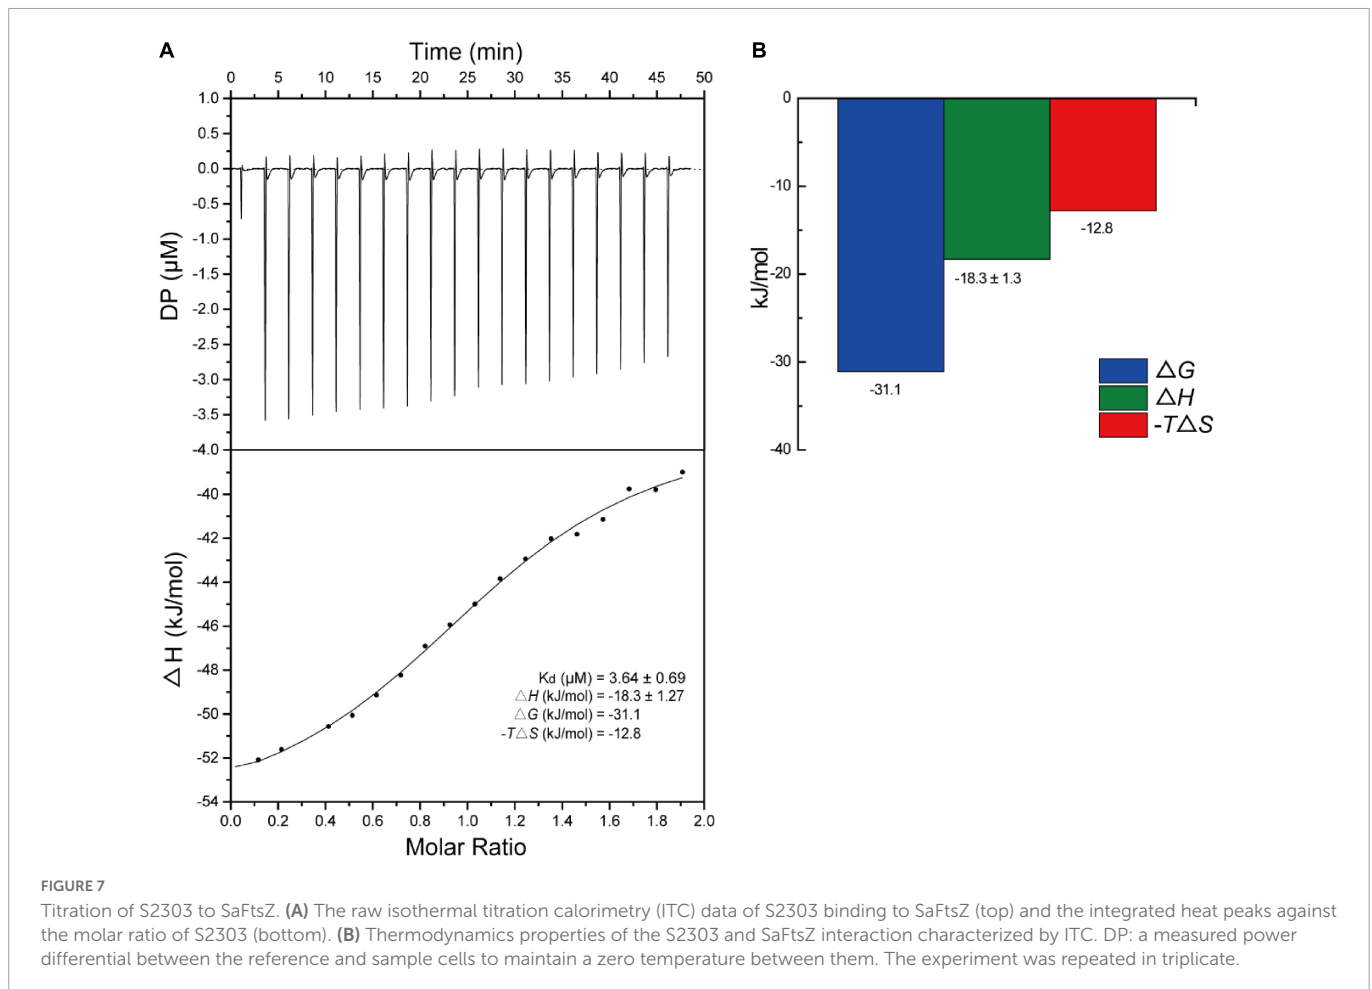 A
Time (min)
0 5 10 15 20 25 30 35 40 45 50
1.0
0.5
0.0
-0.5
-1.0
-1.5
-2.0
-2.5
-3.0
-3.5
-4.0
DP (µM)
-40
-42
-44
-46
-48
-50
-52
-54
△H (kJ/mol)
Kd (µM) = 3.64 ± 0.69
△H (kJ/mol) = -18.3 ± 1.27
△G (kJ/mol) = -31.1
-T△S (kJ/mol) = -12.8
0.0 0.2 0.4 0.6 0.8 1.0 1.2 1.4 1.6 1.8 2.0
Molar Ratio
B
0
-10
-20
-30
-40
kJ/mol
-12.8
-18.3 ± 1.3
-31.1
△G
△H
-T△S
FIGURE 7
Titration of S2303 to SaFtsZ. (A) The raw isothermal titration calorimetry (ITC) data of S2303 binding to SaFtsZ (top) and the integrated heat peaks against
the molar ratio of S2303 (bottom). (B) Thermodynamics properties of the S2303 and SaFtsZ interaction characterized by ITC. DP: a measured power
differential between the reference and sample cells to maintain a zero temperature between them. The experiment was repeated in triplicate.